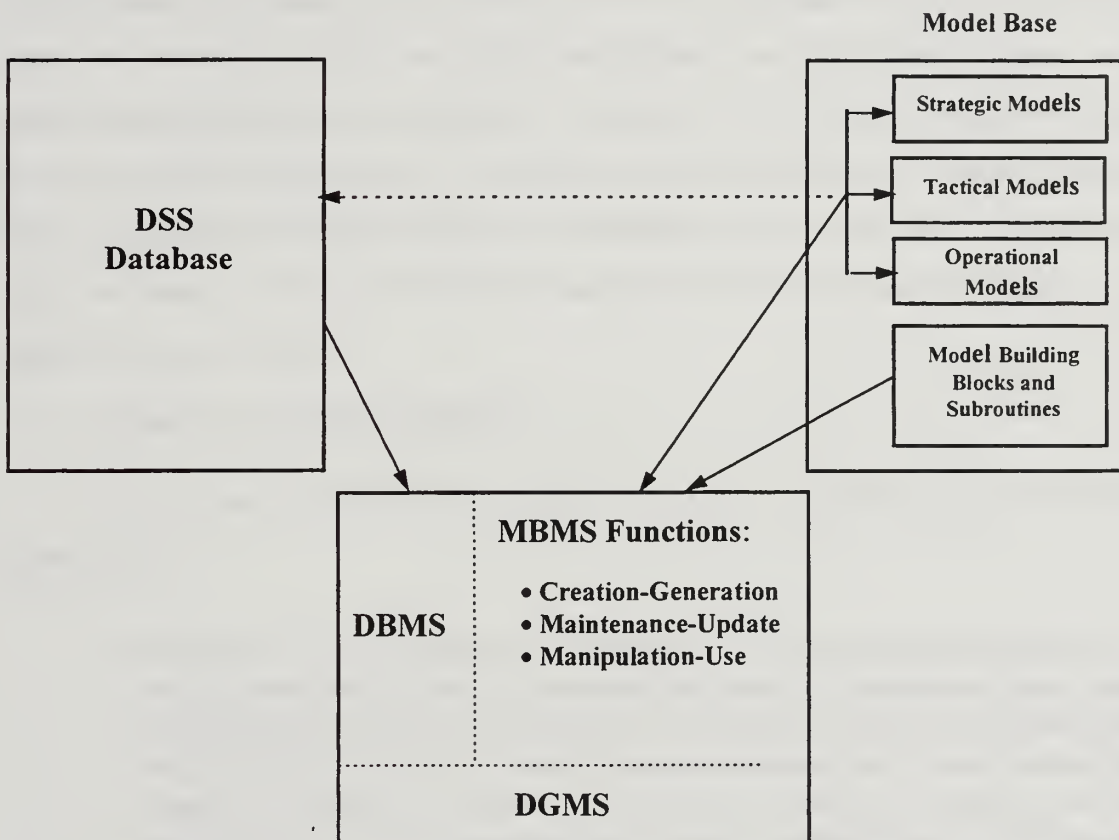 Model Base
Strategic Models
Tactical Models
Operational
Models
Model Building
Blocks and
Subroutines
DSS
Database
MBMS Functions:
• Creation-Generation
• Maintenance-Update
• Manipulation-Use
DBMS
DGMS